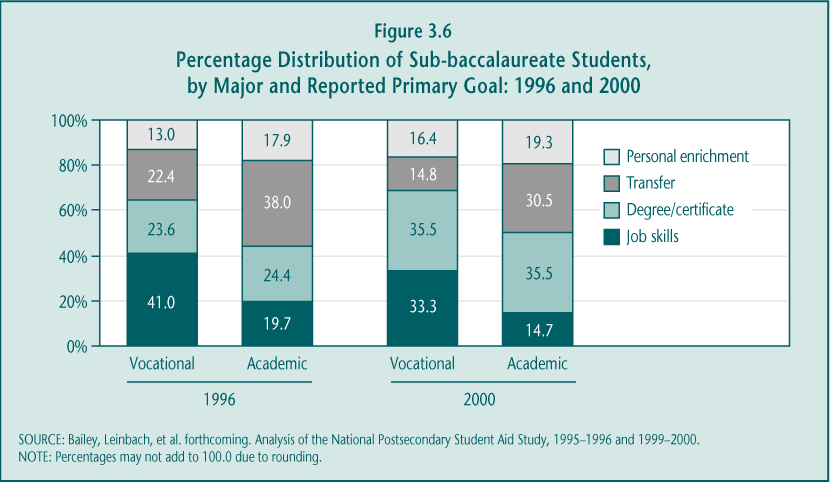 Figure 3.6
Percentage Distribution of Sub-baccalaureate Students,
by Major and Reported Primary Goal: 1996 and 2000
100%
80%
60%
40%
20%
0%
13.0
22.4
23.6
41.0
17.9
38.0
24.4
19.7
16.4
14.8
35.5
33.3
19.3
30.5
35.5
14.7
Personal enrichment
Transfer
Degree/certificate
Job skills
Vocational
Academic
Vocational
Academic
1996
2000
SOURCE: Bailey, Leinbach, et al. forthcoming. Analysis of the National Postsecondary Student Aid Study, 1995–1996 and 1999–2000.
NOTE: Percentages may not add to 100.0 due to rounding.